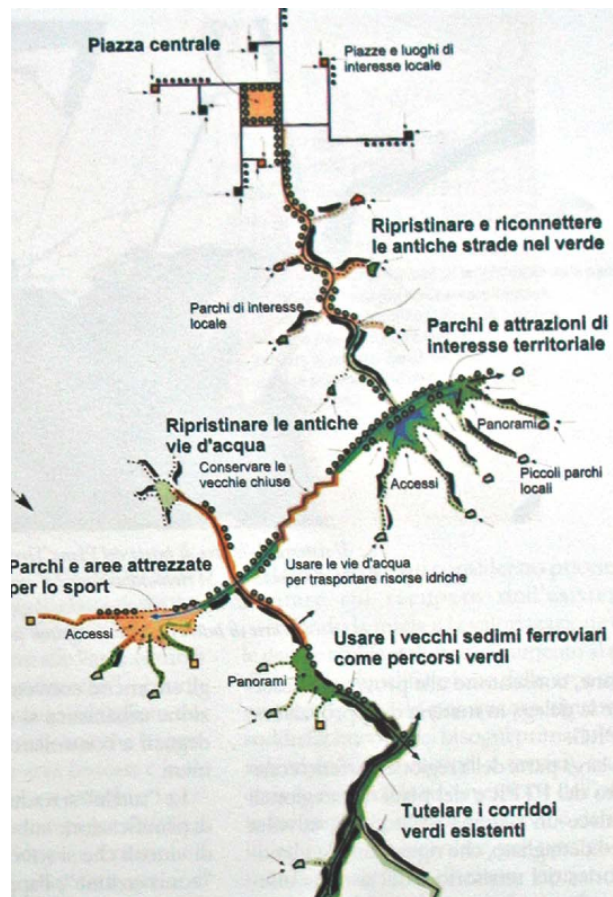 Piazza centrale
Piazze e luoghi di
interesse locale
Ripristinare e riconnettere
le antiche strade nel verde
Parchi di interesse
locale
Parchi e attrazioni di
interesse territoriale
Ripristinare le antiche
vie d'acqua
Conservare le
vecchie chiuse
Panorami
Accessi
Piccoli parchi
locali
Usare le vie d'acqua
per trasportare risorse idriche
Parchi e aree attrezzate
per lo sport
Accessi
Usare i vecchi sedimi ferroviari
come percorsi verdi
Panorami
Tutelare i corridoi
verdi esistenti